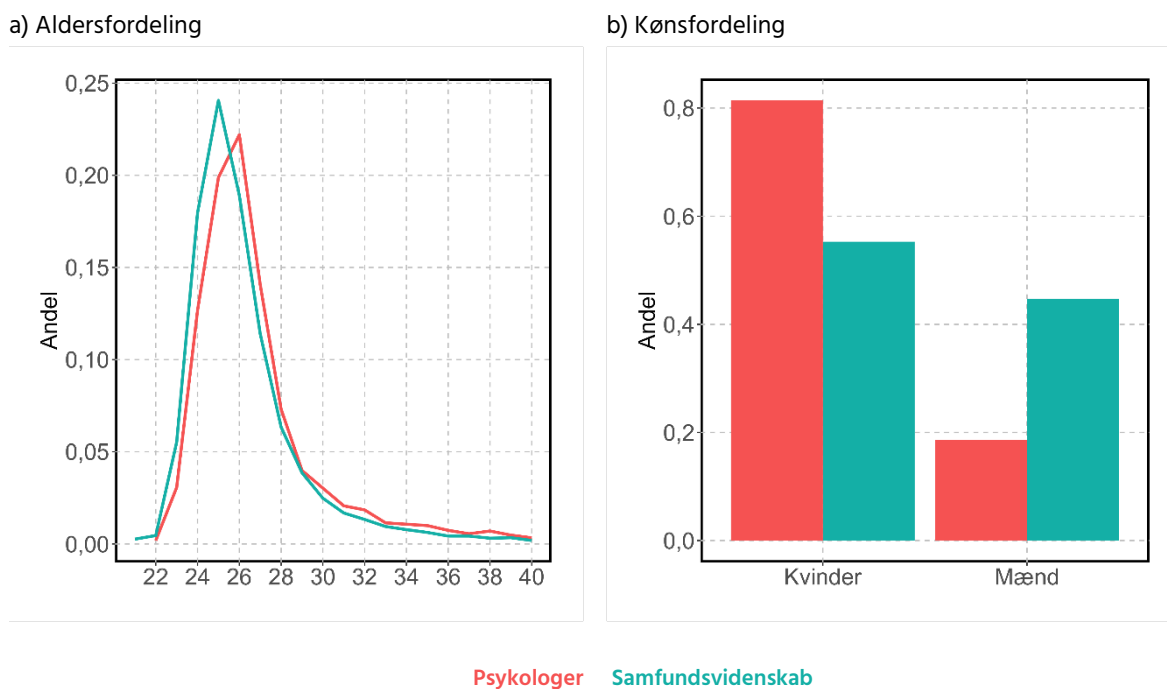 a) Aldersfordeling
0,25
0,20
0,15
0,10
0,05
0,00
Andel
22 24 26 28 30 32 34 36 38 40
b) Kønsfordeling
0,8
0,6
0,4
0,2
0,0
Andel
Kvinder Mænd
Psykologer Samfundsvidenskab